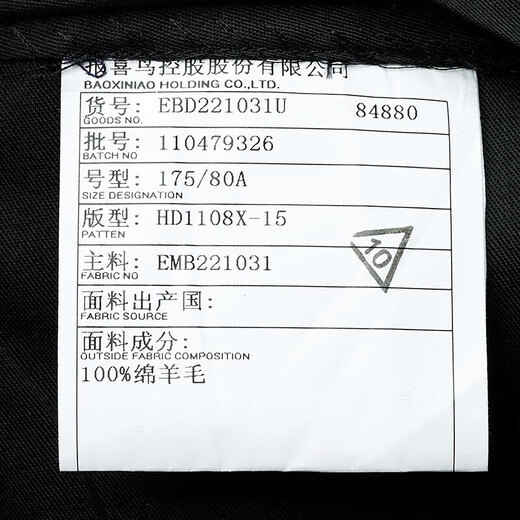 报喜鸟控股股份有限公司
BAOXINIAO HOLDING CO.,LTD.
货号: EBD221031U 84880
GOODS NO.
批号: 110479326
BATCH NO
号型: 175/80A
SIZE DESIGNATION
版型: HD1108X-15
PATTEN
10
主料: EMB221031
FABRIC NO
面料出产国:
FABRIC SOURCE
面料成分:
OUTSIDE FABRIC COMPOSITION
100%绵羊毛